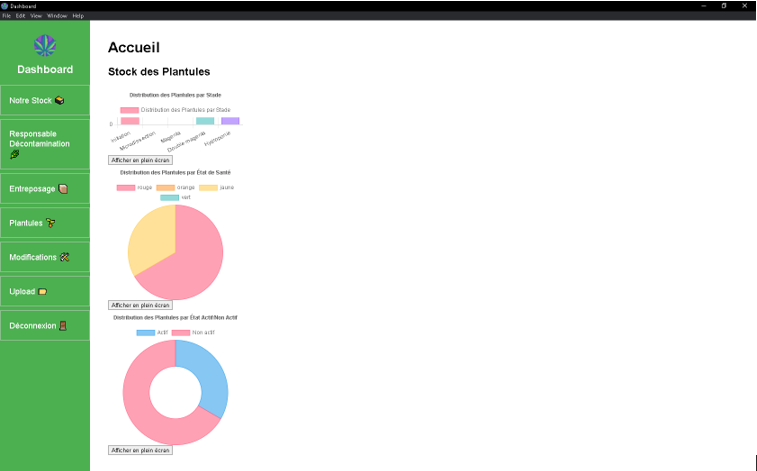 Dashboard
File Edit View Window Help
Dashboard
Notre Stock
Responsable
Décontamination
Entreposage
Plantules
Modifications
Upload
Déconnexion
Accueil
Stock des Plantules
Distribution des Plantules par Stade
Distribution des Plantules par Stade
0
Initiation Microdissection Magenta Double magenta Hydroponie
Afficher en plein écran
Distribution des Plantules par État de Santé
rouge orange jaune
vert
Afficher en plein écran
Distribution des Plantules par État Actif/Non Actif
Actif Non actif
Afficher en plein écran